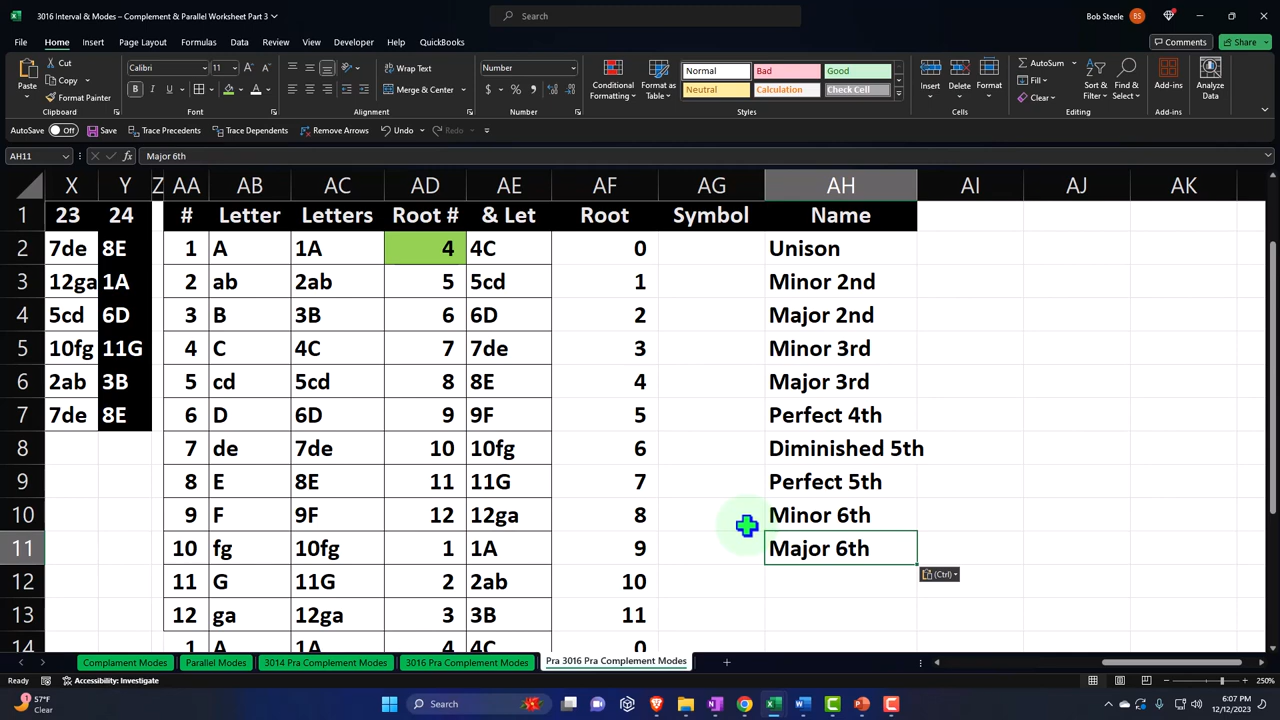 3016 Interval & Modes – Complement & Parallel Worksheet Part 3
Search
Bob Steele
BS
File Home Insert Draw Page Layout Formulas Data Review View Developer Help QuickBooks
Comments
Share
Paste
Cut
Copy
Format Painter
Clipboard
Calibri
11
Font
Wrap Text
Merge & Center
Alignment
Number
Number
Conditional Formatting
Format as Table
Normal Bad Good
Neutral Calculation Check Cell
Styles
Insert Delete Format
Cells
AutoSum
Fill
Clear
Sort & Filter
Find & Select
Editing
Add-ins
Add-ins
Analyze Data
AutoSave Off Save Trace Precedents Trace Dependents Remove Arrows Undo Redo
AH11 fx Major 6th
X Y Z AA AB AC AD AE AF AG AH AI AJ AK
1 23 24 # Letter Letters Root # & Let Root Symbol Name
2 7de 8E 1 A 1A 4 4C 0 Unison
3 12ga 1A 2 ab 2ab 5 5cd 1 Minor 2nd
4 5cd 6D 3 B 3B 6 6D 2 Major 2nd
5 10fg 11G 4 C 4C 7 7de 3 Minor 3rd
6 2ab 3B 5 cd 5cd 8 8E 4 Major 3rd
7 7de 8E 6 D 6D 9 9F 5 Perfect 4th
8 7 de 7de 10 10fg 6 Diminished 5th
9 8 E 8E 11 11G 7 Perfect 5th
10 9 F 9F 12 12ga 8 Minor 6th
11 10 fg 10fg 1 1A 9 Major 6th
(Ctrl)
12 11 G 11G 2 2ab 10
13 12 ga 12ga 3 3B 11
14 1 A 1A 4 4C 0
Complament Modes Parallel Modes 3014 Pra Complement Modes 3016 Pra Complement Modes Pra 3016 Pra Complement Modes
Ready Accessibility: Investigate 250%
1
57°F
Clear
Search
6:07 PM
12/12/2023